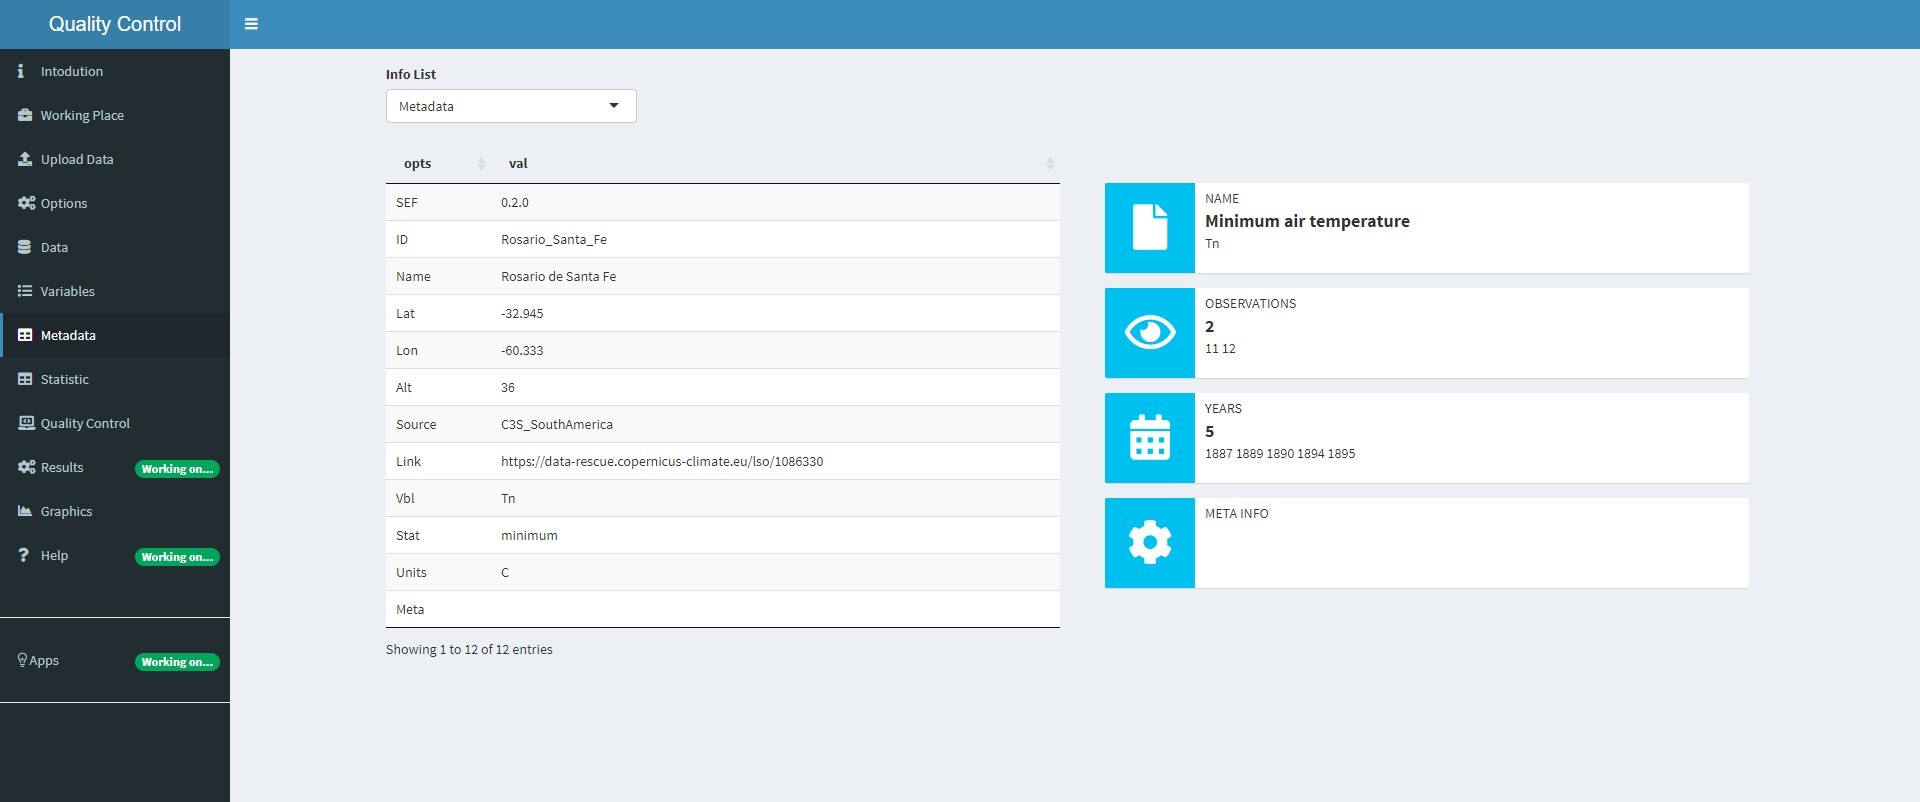 Quality Control
Intodution
Working Place
Upload Data
Options
Data
Variables
Metadata
Statistic
Quality Control
Results Working on...
Graphics
Help Working on...
Apps Working on...
Info List
Metadata
opts val
SEF 0.2.0
ID Rosario_Santa_Fe
Name Rosario de Santa Fe
Lat -32.945
Lon -60.333
Alt 36
Source C3S_SouthAmerica
Link https://data-rescue.copernicus-climate.eu/lso/1086330
Vbl Tn
Stat minimum
Units C
Meta
Showing 1 to 12 of 12 entries
NAME
Minimum air temperature
Tn
OBSERVATIONS
2
11 12
YEARS
5
1887 1889 1890 1894 1895
META INFO